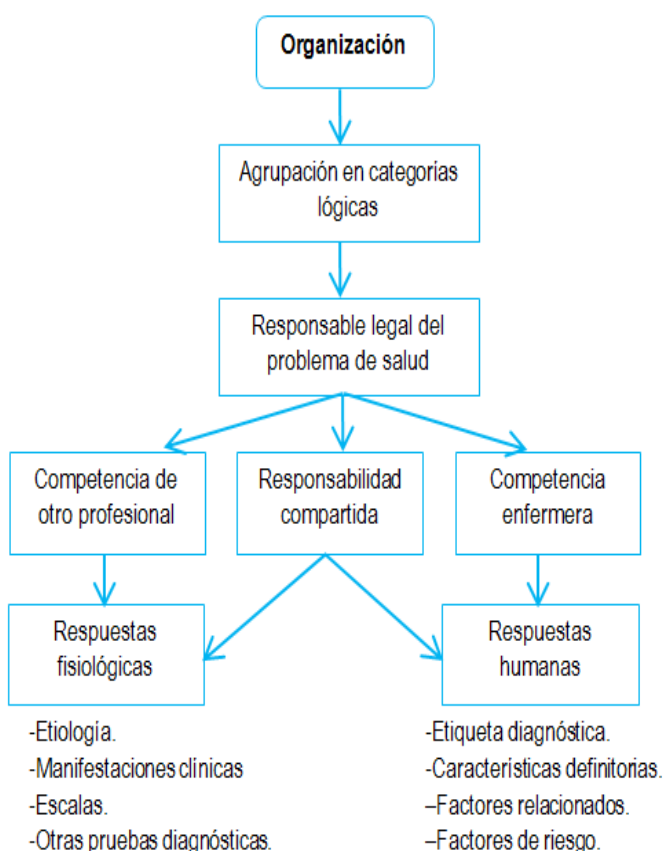 Organización
Agrupación en categorías
lógicas
Responsable legal del
problema de salud
Competencia de
otro profesional
Responsabilidad
compartida
Competencia
enfermera
Respuestas
fisiológicas
Respuestas
humanas
-Etiología.
-Manifestaciones clínicas
-Escalas.
-Otras pruebas diagnósticas.
-Etiqueta diagnóstica.
-Características definitorias.
–Factores relacionados.
–Factores de riesgo.